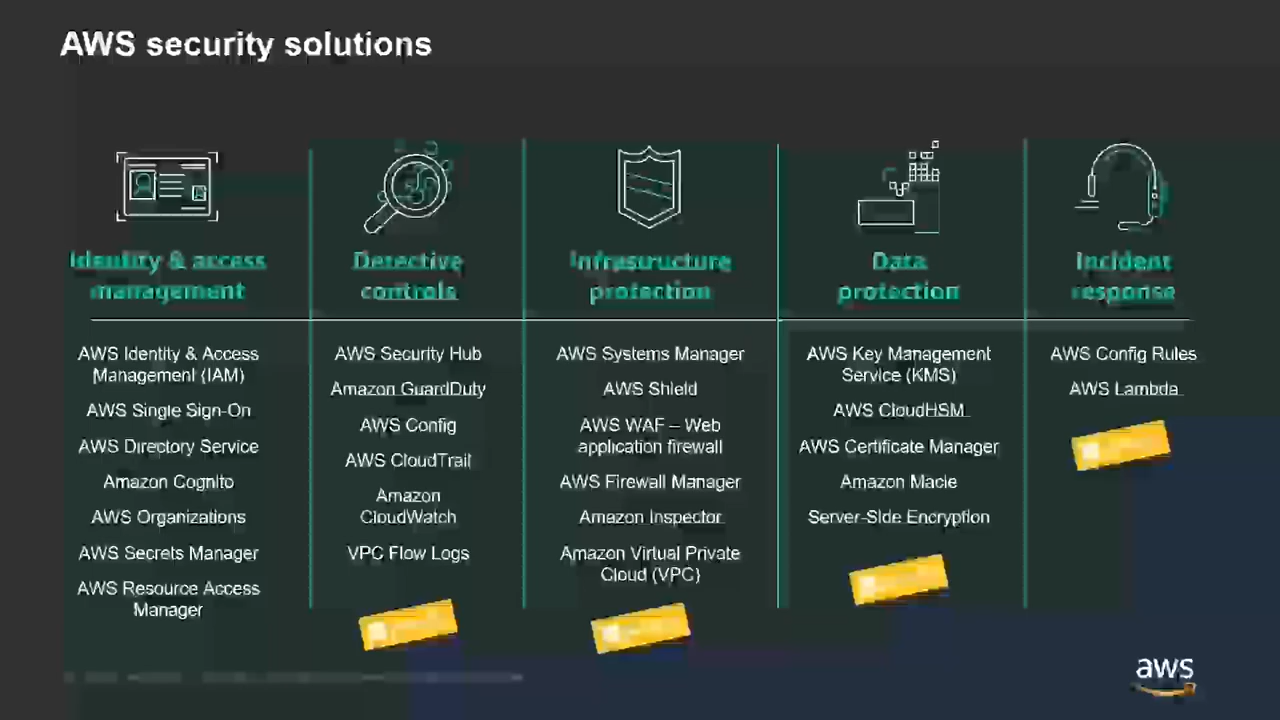 AWS security solutions
Identity & access
management
AWS Identity & Access
Management (IAM)
AWS Single Sign-On
AWS Directory Service
Amazon Cognito
AWS Organizations
AWS Secrets Manager
AWS Resource Access
Manager
Detective
controls
AWS Security Hub
Amazon GuardDuty
AWS Config
AWS CloudTrail
Amazon
CloudWatch
VPC Flow Logs
Infrastructure
protection
AWS Systems Manager
AWS Shield
AWS WAF – Web
application firewall
AWS Firewall Manager
Amazon Inspector
Amazon Virtual Private
Cloud (VPC)
Data
protection
AWS Key Management
Service (KMS)
AWS CloudHSM
AWS Certificate Manager
Amazon Macie
Server-Side Encryption
Incident
response
AWS Config Rules
AWS Lambda
aws